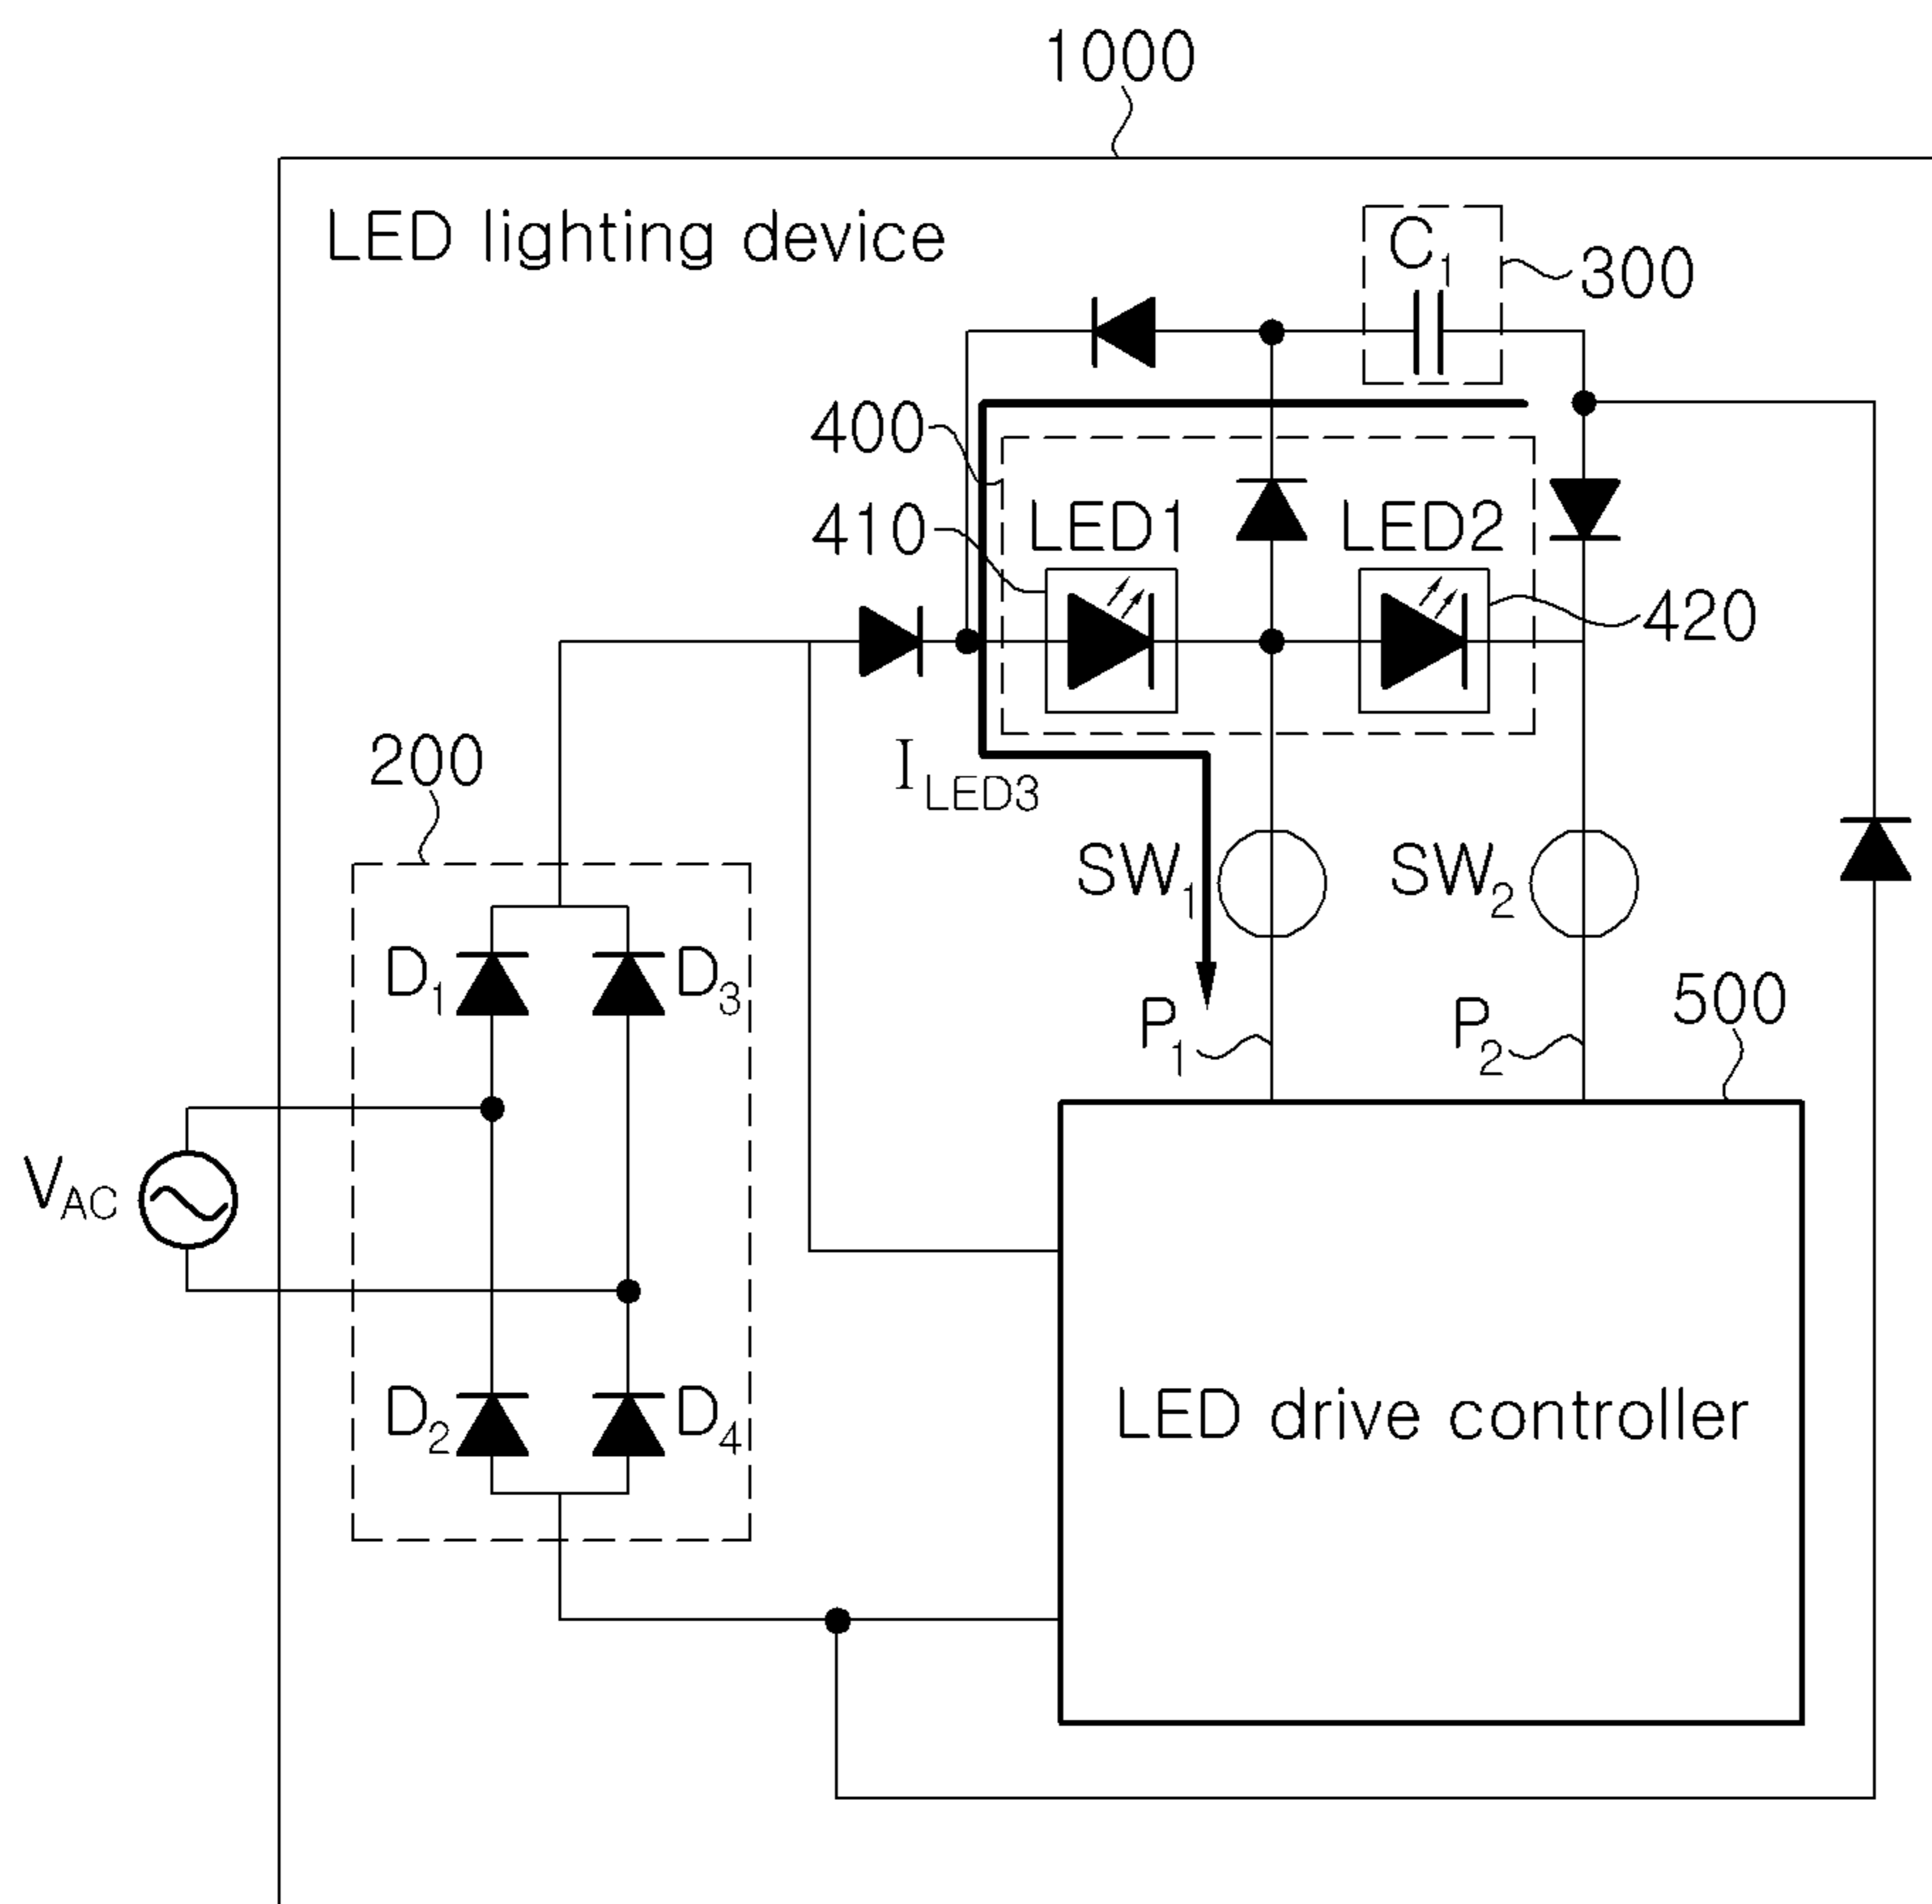 1000
LED lighting device
C1
300
400
410
LED1
LED2
420
ILED3
200
SW1
SW2
D1
D3
P1
P2
500
VAC
D2
D4
LED drive controller